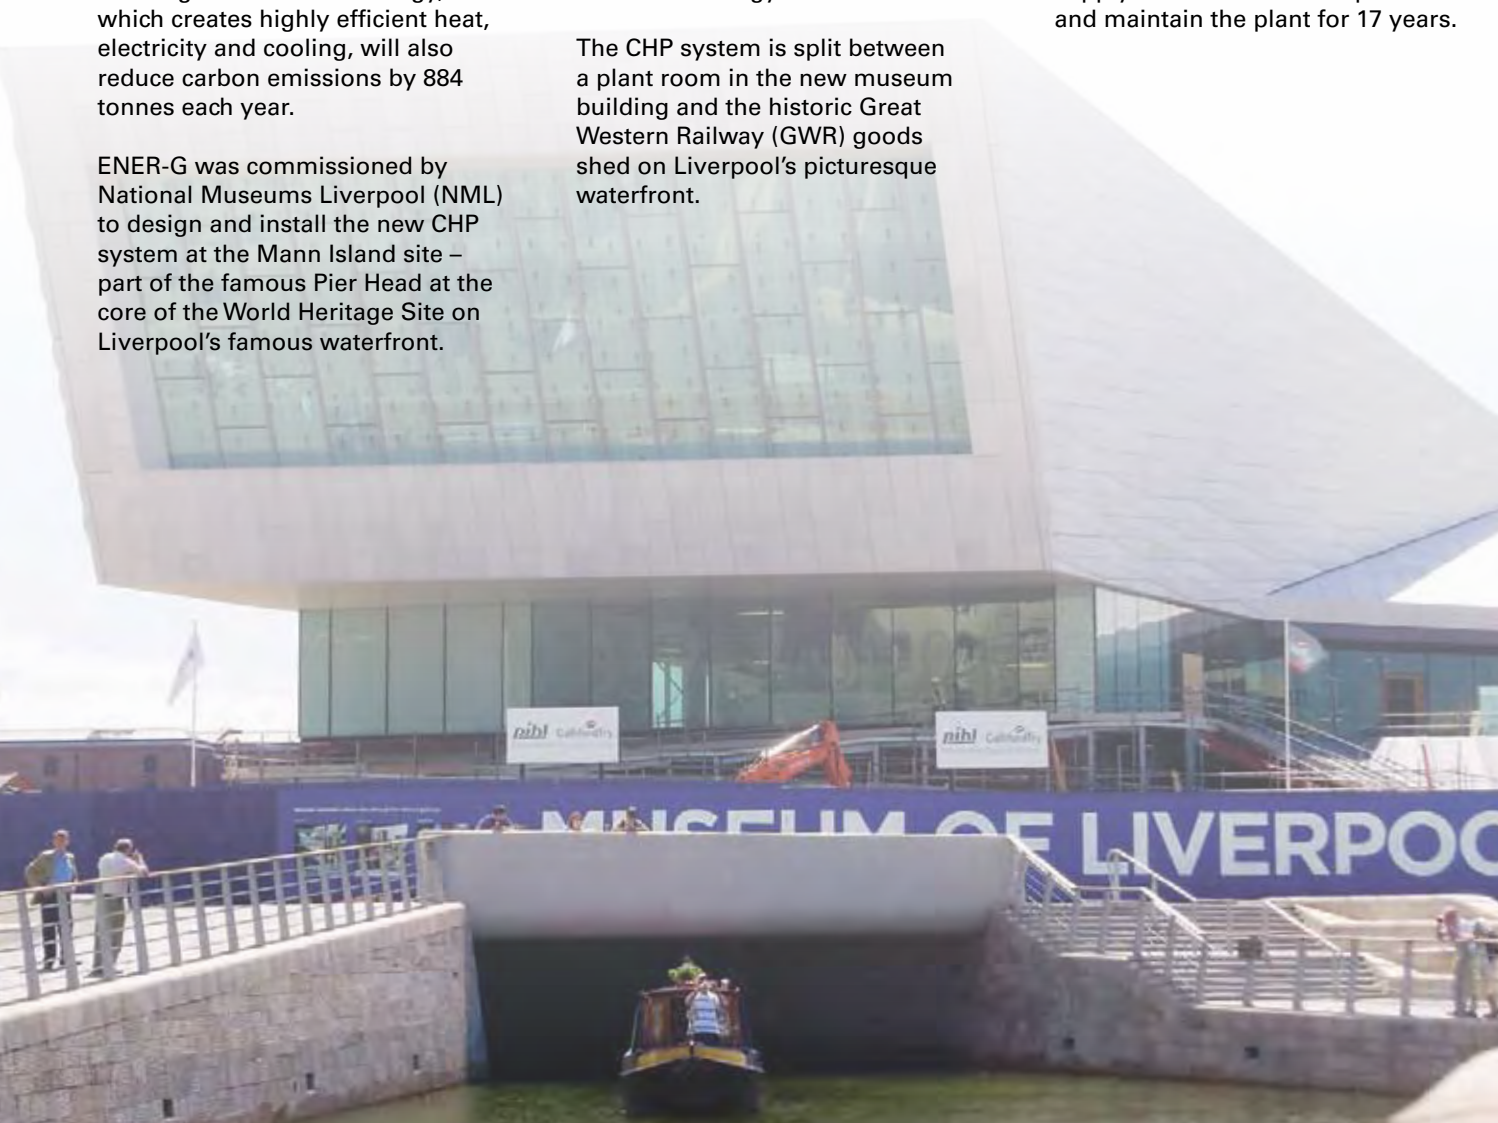 which creates highly efficient heat,
electricity and cooling, will also
reduce carbon emissions by 884
tonnes each year.
ENER-G was commissioned by
National Museums Liverpool (NML)
to design and install the new CHP
system at the Mann Island site –
part of the famous Pier Head at the
core of the World Heritage Site on
Liverpool’s famous waterfront.
The CHP system is split between
a plant room in the new museum
building and the historic Great
Western Railway (GWR) goods
shed on Liverpool’s picturesque
waterfront.
and maintain the plant for 17 years.
MUSEUM OF LIVERPOO